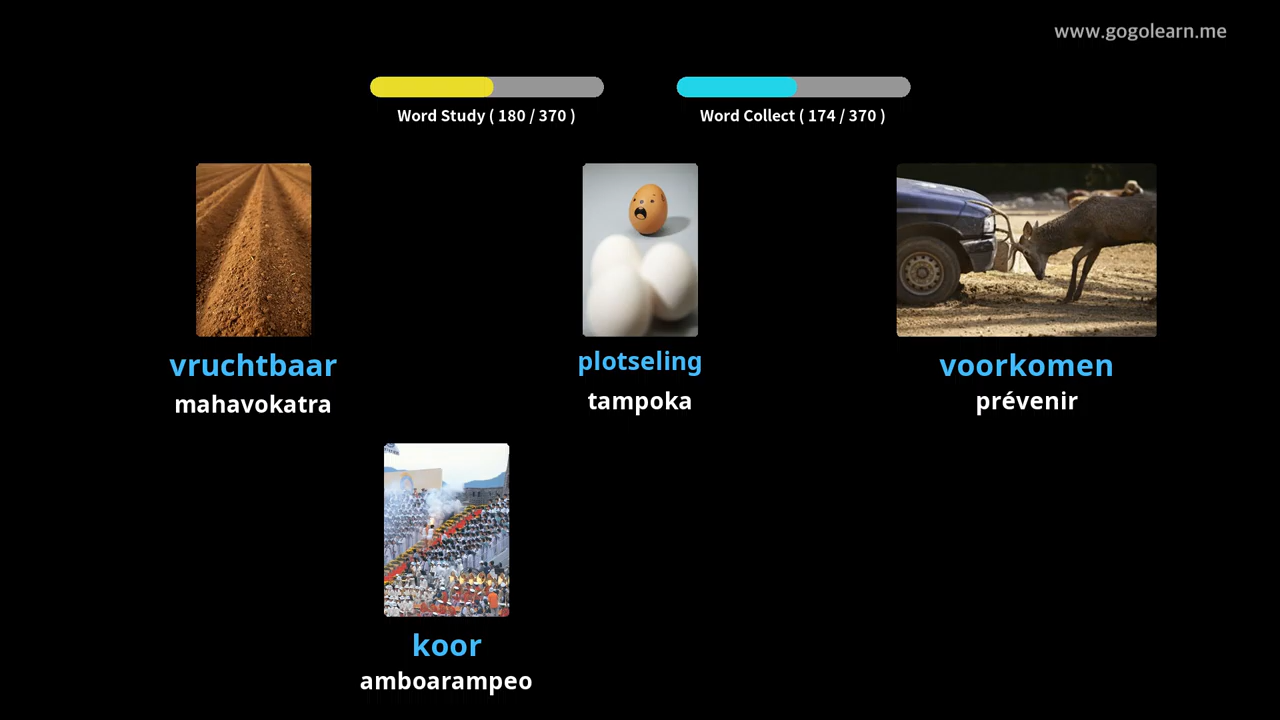 www.gogolearn.me
Word Study ( 180 / 370 )
Word Collect ( 174 / 370 )
vruchtbaar
mahavokatra
plotseling
tampoka
voorkomen
prévenir
koor
amboarampeo